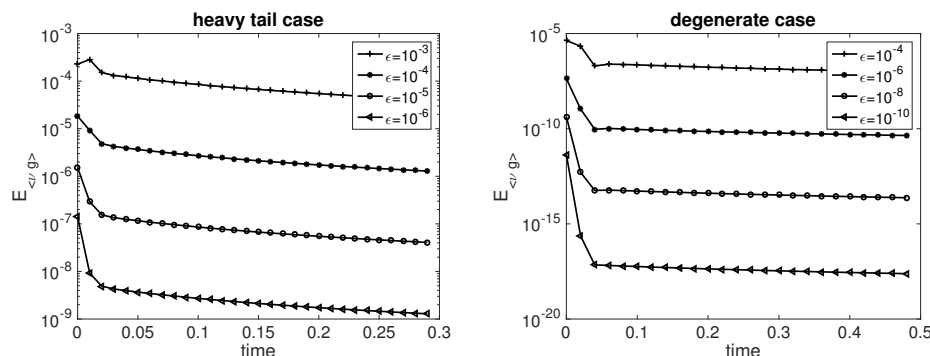 heavy tail case
10⁻³
10⁻⁴
10⁻⁵
10⁻⁶
10⁻⁷
10⁻⁸
10⁻⁹
E<ν g>
0 0.05 0.1 0.15 0.2 0.25 0.3
time
ϵ=10⁻³
ϵ=10⁻⁴
ϵ=10⁻⁵
ϵ=10⁻⁶
degenerate case
10⁻⁵
10⁻¹⁰
10⁻¹⁵
10⁻²⁰
E<ν g>
0 0.1 0.2 0.3 0.4 0.5
time
ϵ=10⁻⁴
ϵ=10⁻⁶
ϵ=10⁻⁸
ϵ=10⁻¹⁰